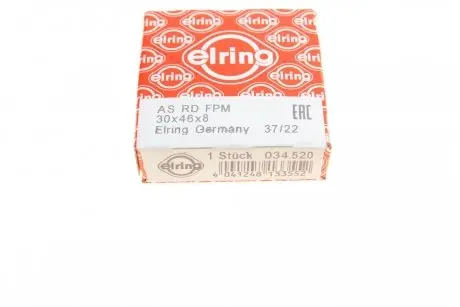 elring
AS RD FPM
30x46x8
EAC
Elring Germany 37/22
1 Stück 034.520
elring
4 041248 133552